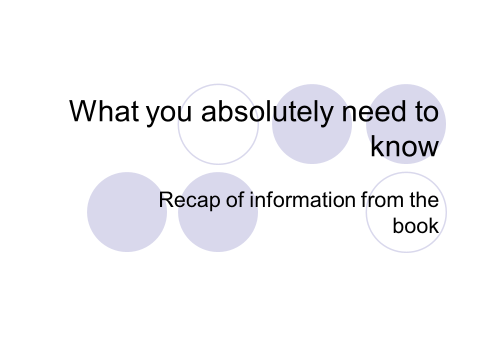 What you absolutely need to
know
Recap of information from the
book